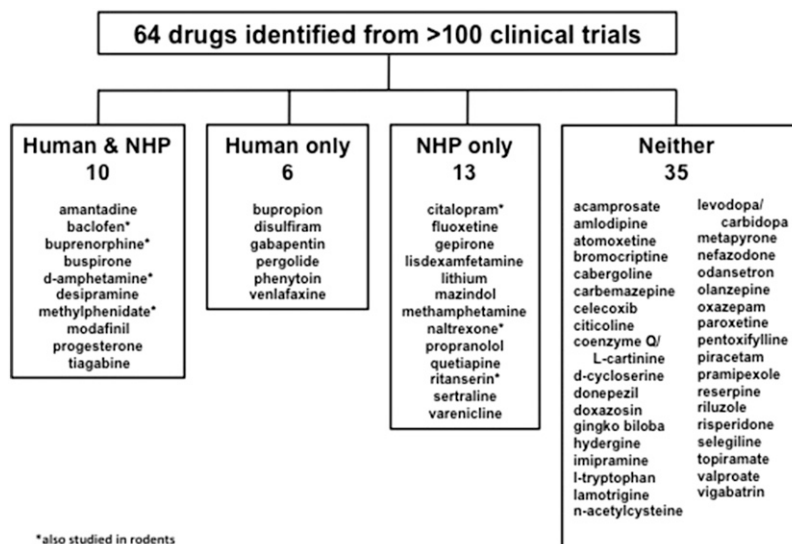 64 drugs identified from >100 clinical trials
Human & NHP
10
amantadine
baclofen*
buprenorphine*
buspirone
d-amphetamine*
desipramine
methylphenidate*
modafinil
progesterone
tiagabine
Human only
6
bupropion
disulfiram
gabapentin
pergolide
phenytoin
venlafaxine
NHP only
13
citalopram*
fluoxetine
gepirone
lisdexamfetamine
lithium
mazindol
methamphetamine
naltrexone*
propranolol
quetiapine
ritanserin*
sertraline
varenicline
Neither
35
acamprosate
amlodipine
atomoxetine
bromocriptine
cabergoline
carbemazepine
celecoxib
citicoline
coenzyme Q/
L-cartinine
d-cycloserine
donepezil
doxazosin
gingko biloba
hydergine
imipramine
l-tryptophan
lamotrigine
n-acetylcysteine
levodopa/
carbidopa
metapyrone
nefazodone
odansetron
olanzepine
oxazepam
paroxetine
pentoxifylline
piracetam
pramipexole
reserpine
riluzole
risperidone
selegiline
topiramate
valproate
vigabatrin
*also studied in rodents